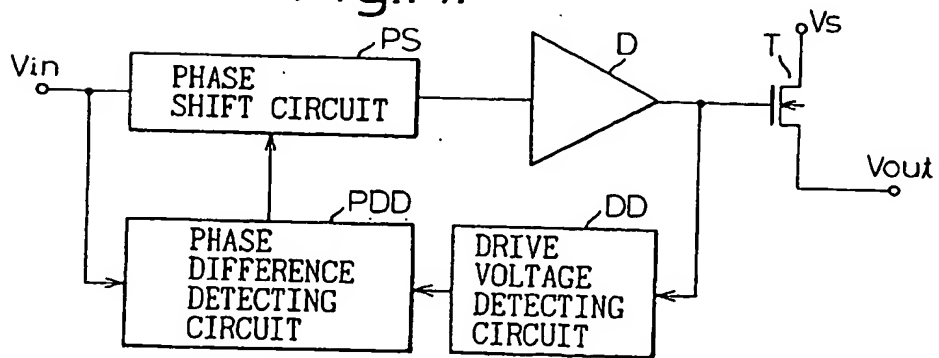 PS
D
Vs
T
Vin
PHASE
SHIFT CIRCUIT
Vout
PDD
DD
PHASE
DIFFERENCE
DETECTING
CIRCUIT
DRIVE
VOLTAGE
DETECTING
CIRCUIT